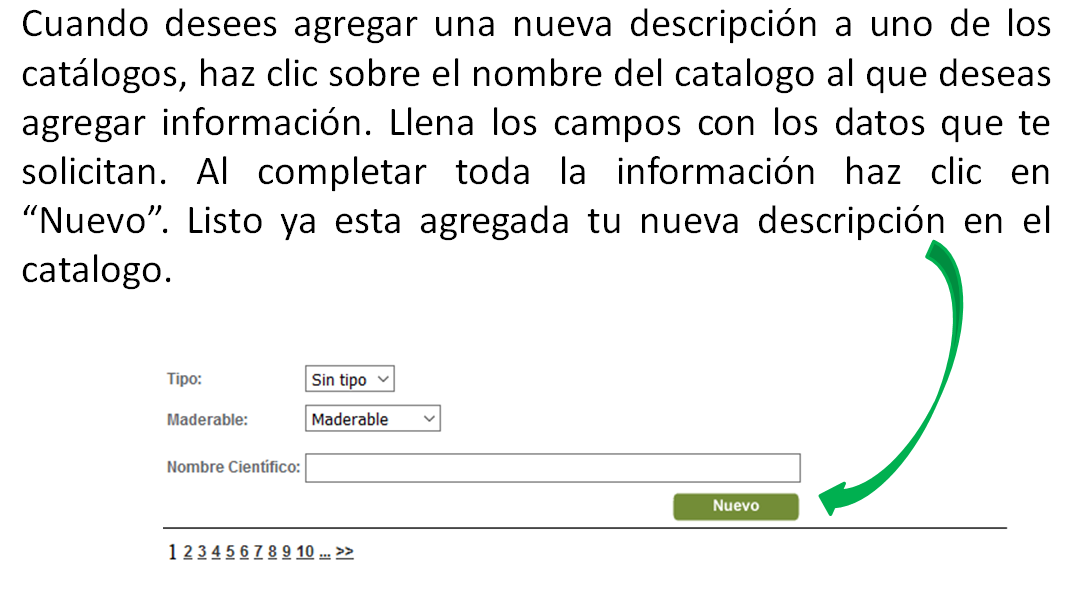 Cuando desees agregar una nueva descripción a uno de los
catálogos, haz clic sobre el nombre del catalogo al que deseas
agregar información. Llena los campos con los datos que te
solicitan. Al completar toda la información haz clic en
“Nuevo”. Listo ya esta agregada tu nueva descripción en el
catalogo.
Tipo: Sin tipo
Maderable: Maderable
Nombre Científico:
Nuevo
1 2 3 4 5 6 7 8 9 10 ... >>